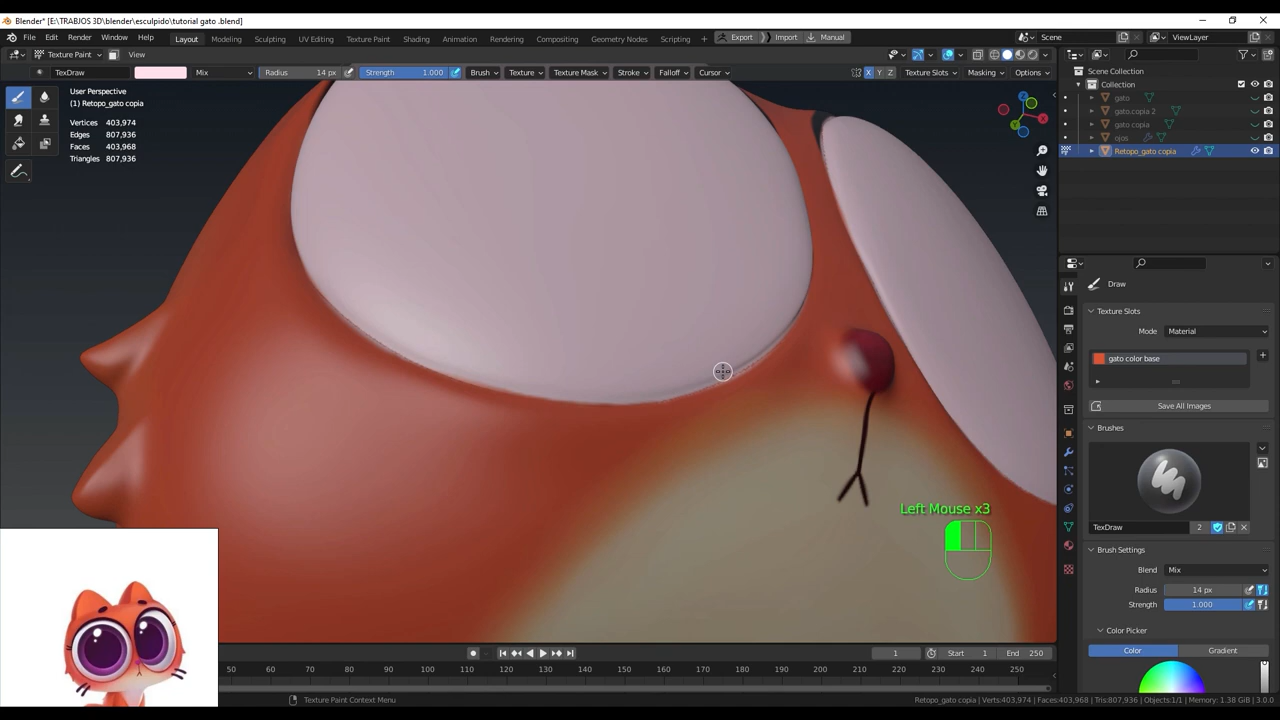 Blender* [E:\TRABJOS 3D\blender\esculpido\tutorial gato .blend]
File Edit Render Window Help Layout Modeling Sculpting UV Editing Texture Paint Shading Animation Rendering Compositing Geometry Nodes Scripting + Export Import Manual Scene ViewLayer
Texture Paint View
TexDraw Mix Radius 14 px Strength 1.000 Brush Texture Texture Mask Stroke Falloff Cursor X Y Z Texture Slots Masking Options
User Perspective
(1) Retopo_gato copia
Vertices 403,974
Edges 807,936
Faces 403,968
Triangles 807,936
Z
X
Y
Scene Collection
Collection
gato
gato.copia 2
gato copia
ojos
Retopo_gato copia
Draw
Texture Slots
Mode Material
gato color base
Save All Images
Brushes
TexDraw 2
Brush Settings
Blend Mix
Radius 14 px
Strength 1.000
Color Picker
Color Gradient
Left Mouse x3
1 Start 1 End 250
50 60 70 80 90 100 110 120 130 140 150 160 170 180 190 200 210 220 230 240 250
Texture Paint Context Menu
Retopo_gato copia | Verts:403,974 | Faces:403,968 | Tris:807,936 | Objects:1/1 | Memory: 1.38 GiB | 3.0.0